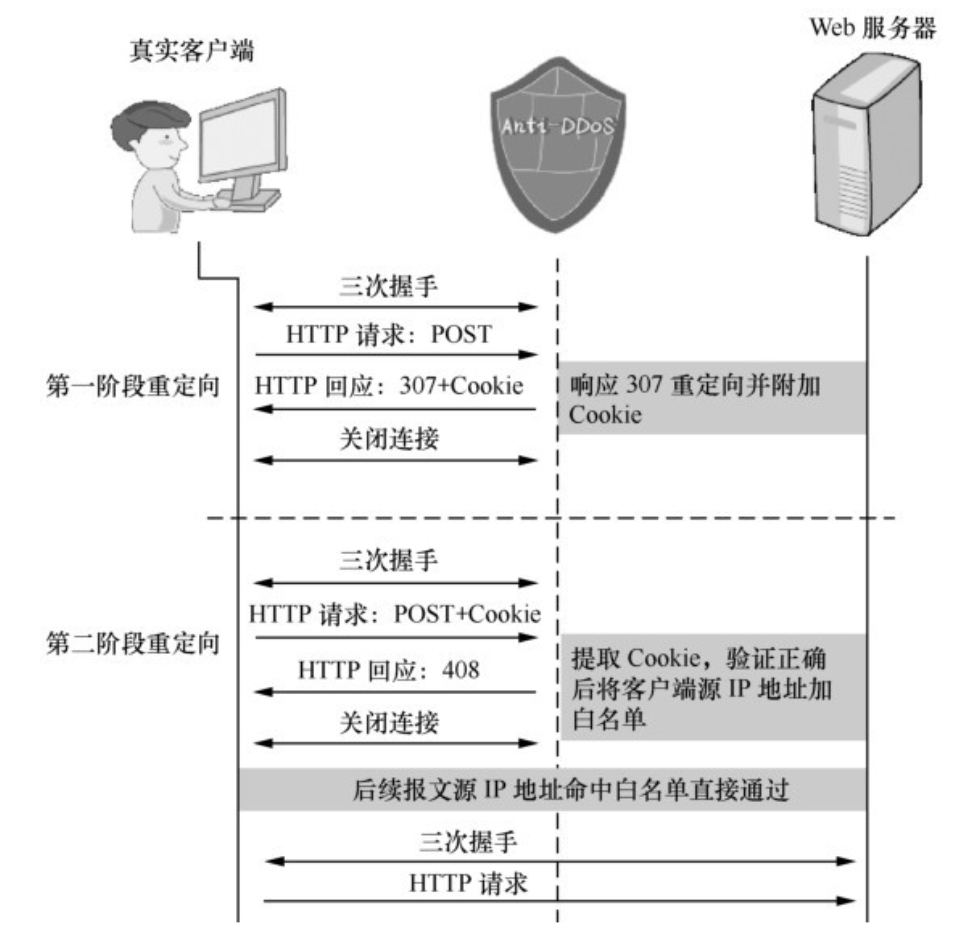 真实客户端
Web 服务器
Anti-DDoS
三次握手
HTTP 请求：POST
第一阶段重定向
HTTP 回应：307+Cookie
响应 307 重定向并附加
Cookie
关闭连接
三次握手
HTTP 请求：POST+Cookie
第二阶段重定向
HTTP 回应：408
提取 Cookie，验证正确
后将客户端源 IP 地址加
白名单
关闭连接
后续报文源 IP 地址命中白名单直接通过
三次握手
HTTP 请求